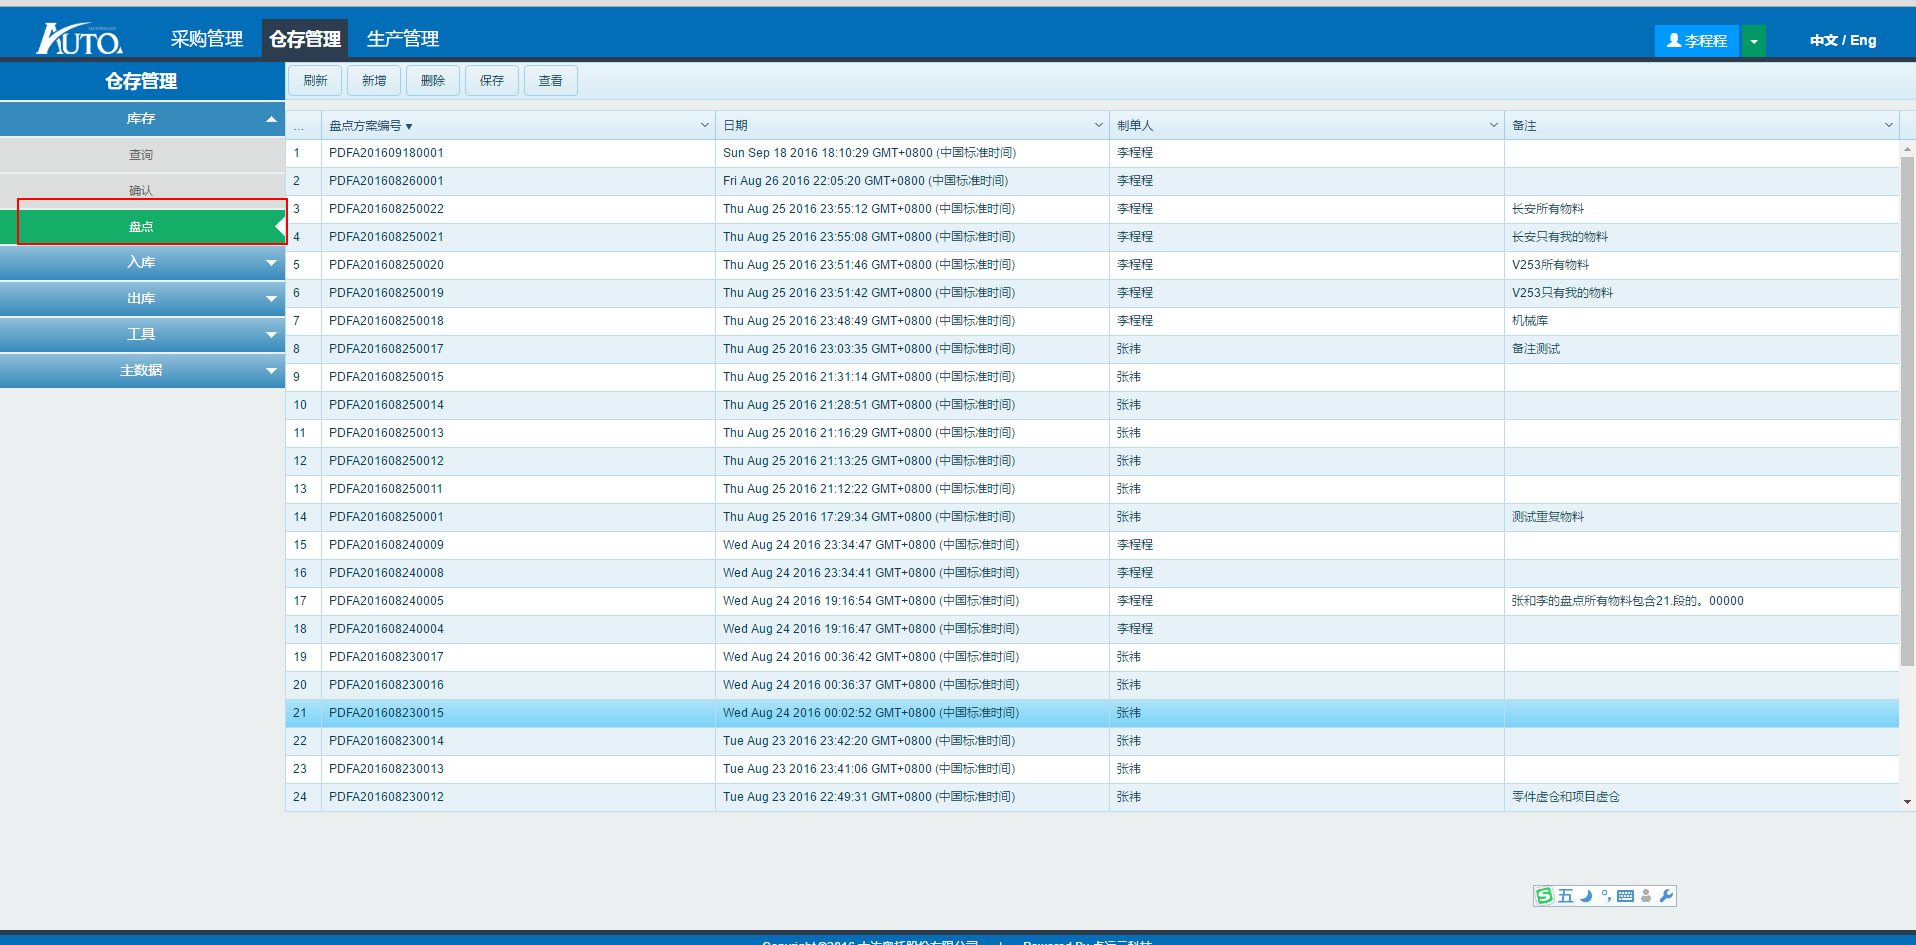 AUTO 采购管理 仓存管理 生产管理 李程程 中文 / Eng
仓存管理
库存
查询
确认
盘点
入库
出库
工具
主数据
刷新 新增 删除 保存 查看
... 盘点方案编号 日期 制单人 备注
1 PDFA201609180001 Sun Sep 18 2016 18:10:29 GMT+0800 (中国标准时间) 李程程
2 PDFA201608260001 Fri Aug 26 2016 22:05:20 GMT+0800 (中国标准时间) 李程程
3 PDFA201608250022 Thu Aug 25 2016 23:55:12 GMT+0800 (中国标准时间) 李程程 长安所有物料
4 PDFA201608250021 Thu Aug 25 2016 23:55:08 GMT+0800 (中国标准时间) 李程程 长安只有我的物料
5 PDFA201608250020 Thu Aug 25 2016 23:51:46 GMT+0800 (中国标准时间) 李程程 V253所有物料
6 PDFA201608250019 Thu Aug 25 2016 23:51:42 GMT+0800 (中国标准时间) 李程程 V253只有我的物料
7 PDFA201608250018 Thu Aug 25 2016 23:48:49 GMT+0800 (中国标准时间) 李程程 机械库
8 PDFA201608250017 Thu Aug 25 2016 23:03:35 GMT+0800 (中国标准时间) 张祎 备注测试
9 PDFA201608250015 Thu Aug 25 2016 21:31:14 GMT+0800 (中国标准时间) 张祎
10 PDFA201608250014 Thu Aug 25 2016 21:28:51 GMT+0800 (中国标准时间) 张祎
11 PDFA201608250013 Thu Aug 25 2016 21:16:29 GMT+0800 (中国标准时间) 张祎
12 PDFA201608250012 Thu Aug 25 2016 21:13:25 GMT+0800 (中国标准时间) 张祎
13 PDFA201608250011 Thu Aug 25 2016 21:12:22 GMT+0800 (中国标准时间) 张祎
14 PDFA201608250001 Thu Aug 25 2016 17:29:34 GMT+0800 (中国标准时间) 张祎 测试重复物料
15 PDFA201608240009 Wed Aug 24 2016 23:34:47 GMT+0800 (中国标准时间) 李程程
16 PDFA201608240008 Wed Aug 24 2016 23:34:41 GMT+0800 (中国标准时间) 李程程
17 PDFA201608240005 Wed Aug 24 2016 19:16:54 GMT+0800 (中国标准时间) 李程程 张和李的盘点所有物料包含21.段的。00000
18 PDFA201608240004 Wed Aug 24 2016 19:16:47 GMT+0800 (中国标准时间) 李程程
19 PDFA201608230017 Wed Aug 24 2016 00:36:42 GMT+0800 (中国标准时间) 张祎
20 PDFA201608230016 Wed Aug 24 2016 00:36:37 GMT+0800 (中国标准时间) 张祎
21 PDFA201608230015 Wed Aug 24 2016 00:02:52 GMT+0800 (中国标准时间) 张祎
22 PDFA201608230014 Tue Aug 23 2016 23:42:20 GMT+0800 (中国标准时间) 张祎
23 PDFA201608230013 Tue Aug 23 2016 23:41:06 GMT+0800 (中国标准时间) 张祎
24 PDFA201608230012 Tue Aug 23 2016 22:49:31 GMT+0800 (中国标准时间) 张祎 零件虚仓和项目虚仓
五
Copyright©2016 大连奥托股份有限公司 | Powered By